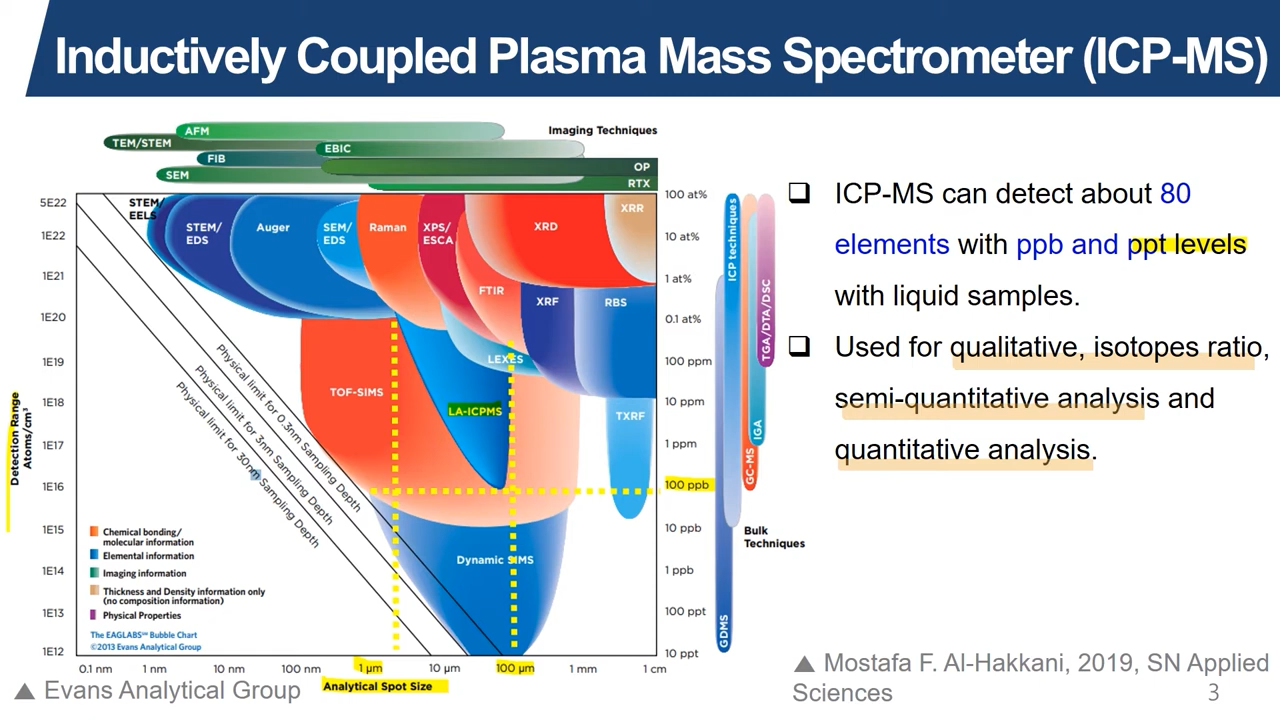 Inductively Coupled Plasma Mass Spectrometer (ICP-MS)
AFM
Imaging Techniques
TEM/STEM
EBIC
FIB
OP
SEM
RTX
5E22
1E22
1E21
1E20
1E19
1E18
1E17
1E16
1E15
1E14
1E13
1E12
Detection Range
Atoms/cm³
STEM/
EELS
STEM/
EDS
Auger
SEM/
EDS
Raman
XPS/
ESCA
XRD
XRR
FTIR
XRF
RBS
LEXES
TOF-SIMS
LA-ICPMS
TXRF
Dynamic SIMS
Physical limit for 0.3nm Sampling Depth
Physical limit for 3nm Sampling Depth
Physical limit for 30nm Sampling Depth
Chemical bonding/
molecular information
Elemental information
Imaging information
Thickness and Density information only
(no composition information)
Physical Properties
The EAGLABS℠ Bubble Chart
©2013 Evans Analytical Group
0.1 nm
1 nm
10 nm
100 nm
1 µm
10 µm
100 µm
1 mm
1 cm
Analytical Spot Size
100 at%
10 at%
1 at%
0.1 at%
100 ppm
10 ppm
1 ppm
100 ppb
10 ppb
1 ppb
100 ppt
10 ppt
ICP techniques
TGA/DTA/DSC
IGA
GC-MS
GDMS
Bulk
Techniques
❑ ICP-MS can detect about 80
elements with ppb and ppt levels
with liquid samples.
❑ Used for qualitative, isotopes ratio,
semi-quantitative analysis and
quantitative analysis.
▲ Evans Analytical Group
▲ Mostafa F. Al-Hakkani, 2019, SN Applied
Sciences
3